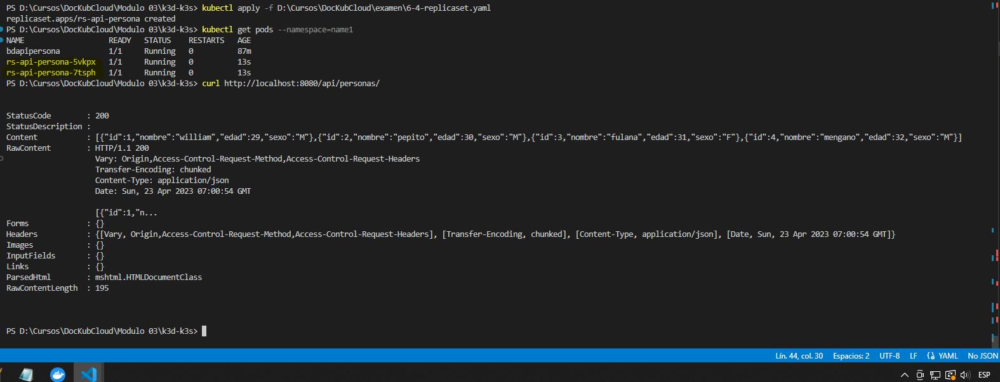 PS D:\Cursos\DocKubCloud\Modulo 03\k3d-k3s> kubectl apply -f D:\Cursos\DocKubCloud\examen\6-4-replicaset.yaml
replicaset.apps/rs-api-persona created
PS D:\Cursos\DocKubCloud\Modulo 03\k3d-k3s> kubectl get pods --namespace=name1
NAME READY STATUS RESTARTS AGE
bdapipersona 1/1 Running 0 87m
rs-api-persona-5vkpx 1/1 Running 0 13s
rs-api-persona-7tsph 1/1 Running 0 13s
PS D:\Cursos\DocKubCloud\Modulo 03\k3d-k3s> curl http://localhost:8080/api/personas/
StatusCode : 200
StatusDescription :
Content : [{"id":1,"nombre":"william","edad":29,"sexo":"M"},{"id":2,"nombre":"pepito","edad":30,"sexo":"M"},{"id":3,"nombre":"fulana","edad":31,"sexo":"F"},{"id":4,"nombre":"mengano","edad":32,"sexo":"M"}]
RawContent : HTTP/1.1 200
Vary: Origin,Access-Control-Request-Method,Access-Control-Request-Headers
Transfer-Encoding: chunked
Content-Type: application/json
Date: Sun, 23 Apr 2023 07:00:54 GMT
[{"id":1,"n...
Forms : {}
Headers : {[Vary, Origin,Access-Control-Request-Method,Access-Control-Request-Headers], [Transfer-Encoding, chunked], [Content-Type, application/json], [Date, Sun, 23 Apr 2023 07:00:54 GMT]}
Images : {}
InputFields : {}
Links : {}
ParsedHtml : mshtml.HTMLDocumentClass
RawContentLength : 195
PS D:\Cursos\DocKubCloud\Modulo 03\k3d-k3s>
Lín. 44, col. 30 Espacios: 2 UTF-8 LF YAML No JSON
ESP